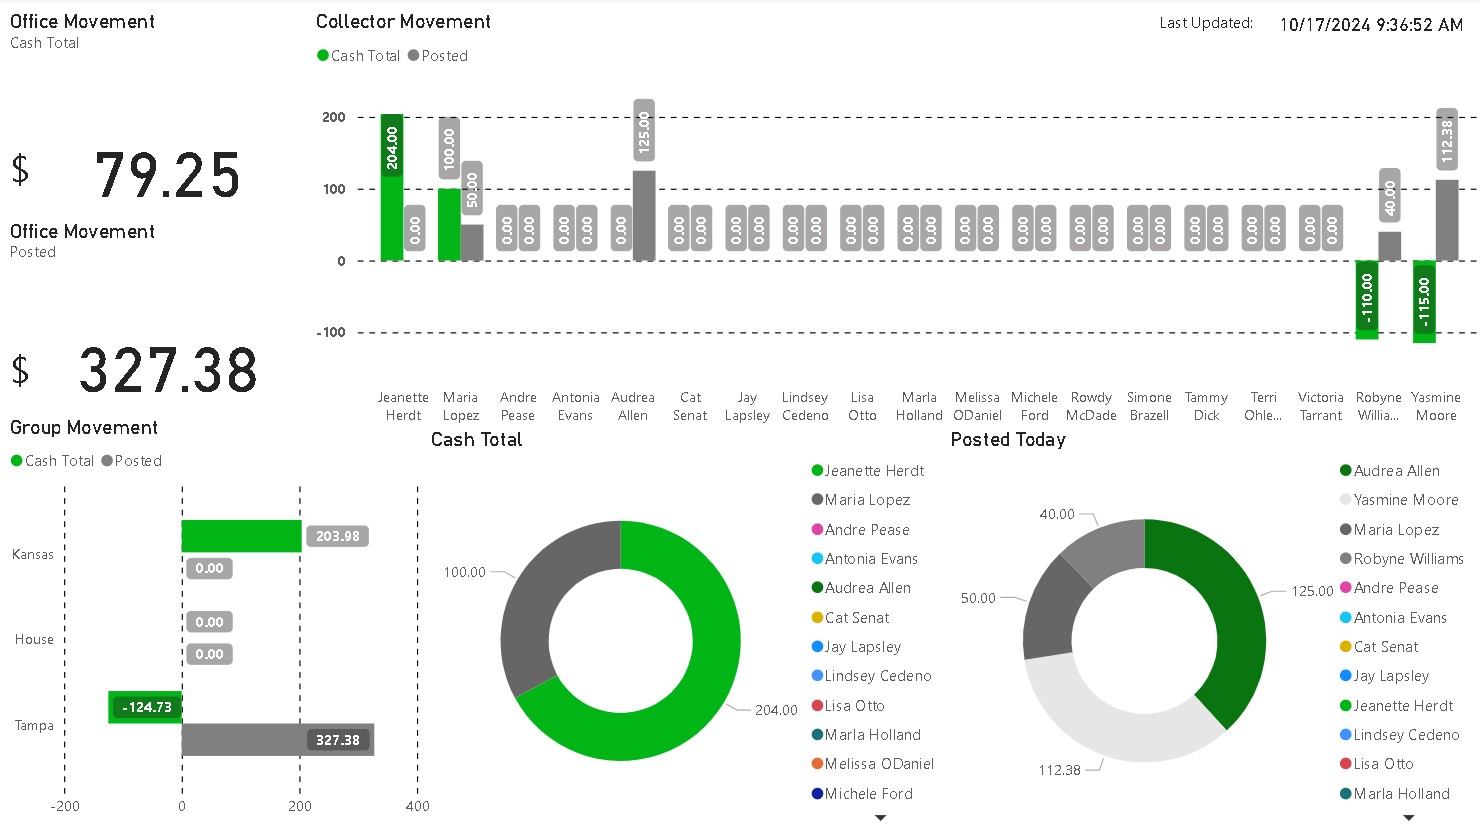 Office Movement
Cash Total
$ 79.25
Office Movement
Posted
$ 327.38
Collector Movement
Cash Total Posted
Last Updated: 10/17/2024 9:36:52 AM
200
100
0
-100
204.00 0.00 100.00 50.00 0.00 0.00 0.00 0.00 0.00 125.00 0.00 0.00 0.00 0.00 0.00 0.00 0.00 0.00 0.00 0.00 0.00 0.00 0.00 0.00 0.00 0.00 0.00 0.00 0.00 0.00 0.00 0.00 0.00 0.00 -110.00 40.00 -115.00 112.38
Jeanette Herdt
Maria Lopez
Andre Pease
Antonia Evans
Audrea Allen
Cat Senat
Jay Lapsley
Lindsey Cedeno
Lisa Otto
Marla Holland
Melissa ODaniel
Michele Ford
Rowdy McDade
Simone Brazell
Tammy Dick
Terri Ohle...
Victoria Tarrant
Robyne Willia...
Yasmine Moore
Group Movement
Cash Total Posted
Kansas
203.98
0.00
House
0.00
0.00
Tampa
-124.73
327.38
-200 0 200 400
Cash Total
100.00
204.00
Jeanette Herdt
Maria Lopez
Andre Pease
Antonia Evans
Audrea Allen
Cat Senat
Jay Lapsley
Lindsey Cedeno
Lisa Otto
Marla Holland
Melissa ODaniel
Michele Ford
Posted Today
40.00
50.00
125.00
112.38
Audrea Allen
Yasmine Moore
Maria Lopez
Robyne Williams
Andre Pease
Antonia Evans
Cat Senat
Jay Lapsley
Jeanette Herdt
Lindsey Cedeno
Lisa Otto
Marla Holland